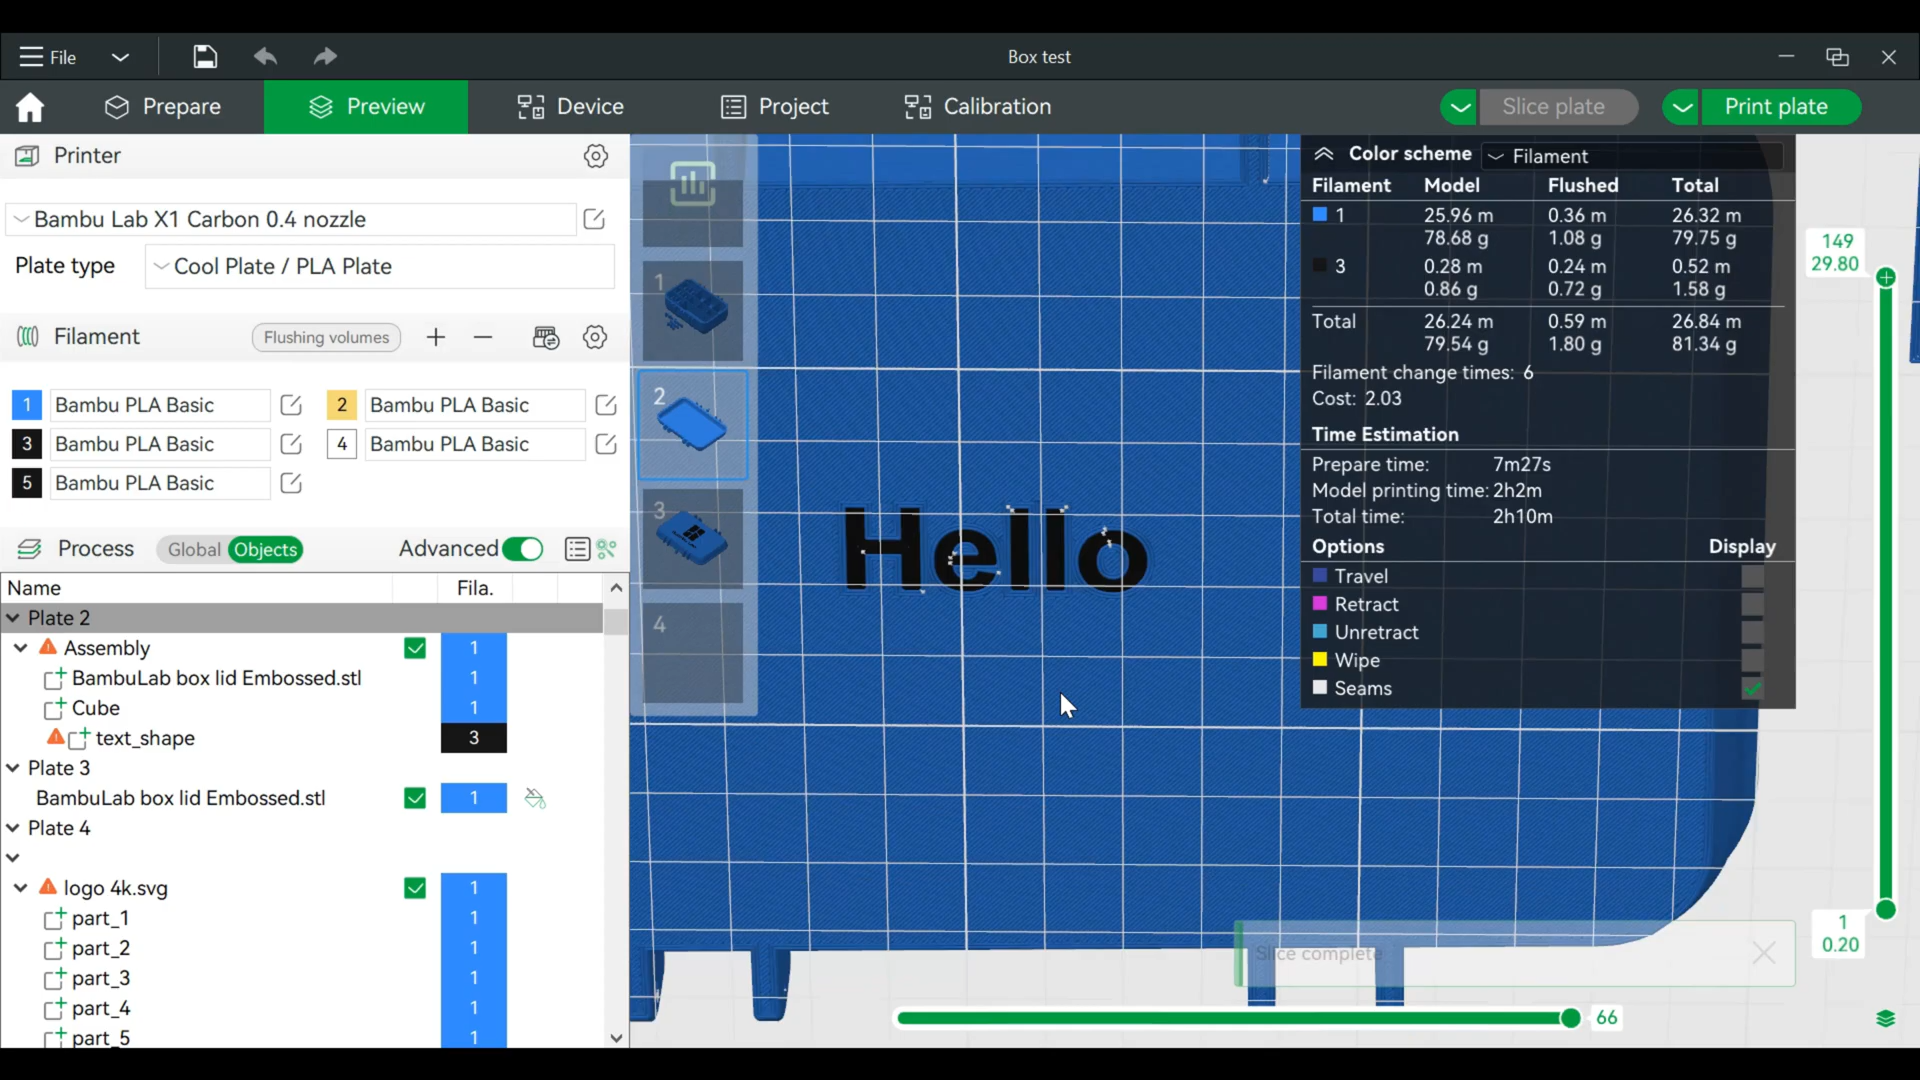 File
Box test
Prepare
Preview
Device
Project
Calibration
Slice plate
Print plate
Printer
Bambu Lab X1 Carbon 0.4 nozzle
Plate type
Cool Plate / PLA Plate
Filament
Flushing volumes
1 Bambu PLA Basic
2 Bambu PLA Basic
3 Bambu PLA Basic
4 Bambu PLA Basic
5 Bambu PLA Basic
Process
Global
Objects
Advanced
Name Fila.
Plate 2
Assembly 1
BambuLab box lid Embossed.stl 1
Cube 1
text_shape 3
Plate 3
BambuLab box lid Embossed.stl 1
Plate 4
logo 4k.svg 1
part_1 1
part_2 1
part_3 1
part_4 1
part_5 1
1
2
3
4
Hello
Color scheme Filament
Filament Model Flushed Total
1 25.96 m 0.36 m 26.32 m
78.68 g 1.08 g 79.75 g
3 0.28 m 0.24 m 0.52 m
0.86 g 0.72 g 1.58 g
Total 26.24 m 0.59 m 26.84 m
79.54 g 1.80 g 81.34 g
Filament change times: 6
Cost: 2.03
Time Estimation
Prepare time: 7m27s
Model printing time: 2h2m
Total time: 2h10m
Options Display
Travel
Retract
Unretract
Wipe
Seams
149
29.80
1
0.20
Slice complete
66